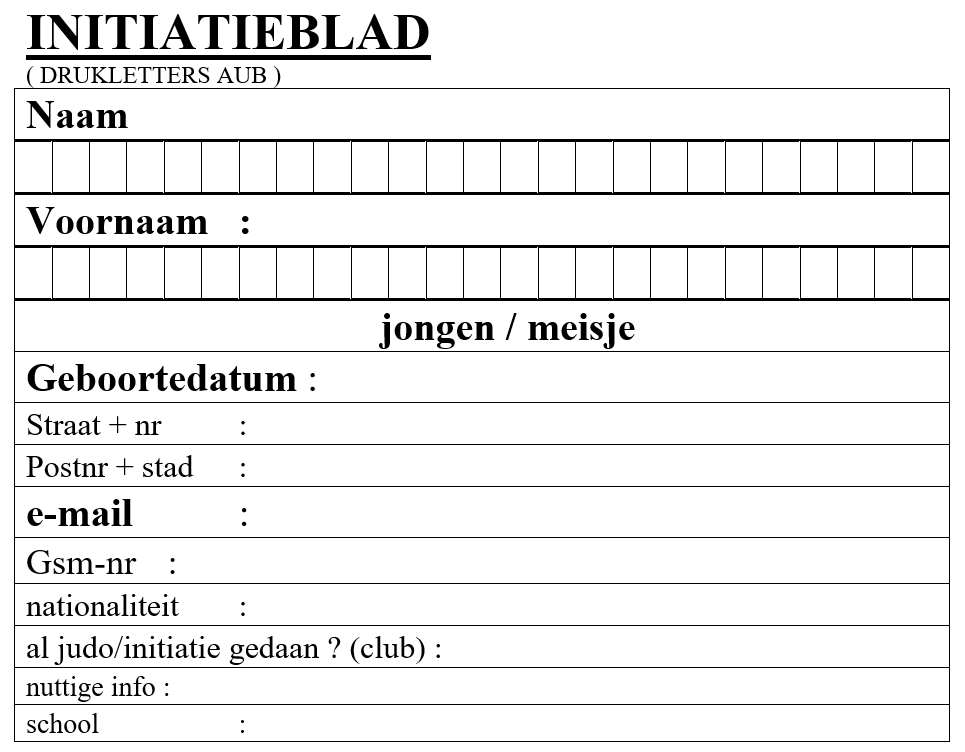 INITIATIEBLAD
( DRUKLETTERS AUB )
Naam
Voornaam :
jongen / meisje
Geboortedatum :
Straat + nr :
Postnr + stad :
e-mail :
Gsm-nr :
nationaliteit :
al judo/initiatie gedaan ? (club) :
nuttige info :
school :